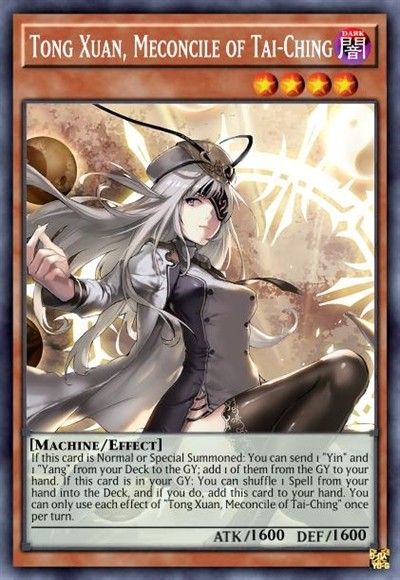 Tong Xuan, Meconcile of Tai-Ching
DARK
闇
[Machine/Effect]
If this card is Normal or Special Summoned: You can send 1 "Yin" and
1 "Yang" from your Deck to the GY; add 1 of them from the GY to your
hand. If this card is in your GY: You can shuffle 1 Spell from your
hand into the Deck, and if you do, add this card to your hand. You
can only use each effect of "Tong Xuan, Meconcile of Tai-Ching" once
per turn.
ATK/1600 DEF/1600